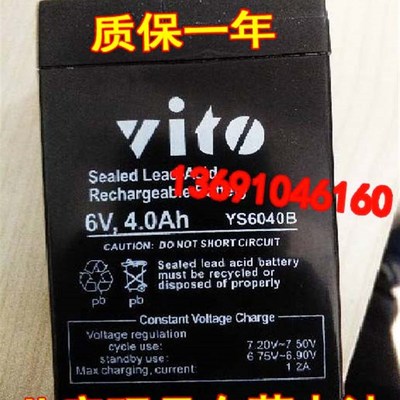 质保一年
vito
Sealed Lead-Acid
Rechargeable Battery
13691046160
6V, 4.0Ah YS6040B
CAUTION: DO NOT SHORT CIRCUIT
Sealed lead acid battery
must be recycled or
disposed of properly
pb pb
Constant Voltage Charge
Voltage regulation
cycle use: 7.20V~7.50V
standby use: 6.75V~6.90V
Max.charging, current: 1.2A